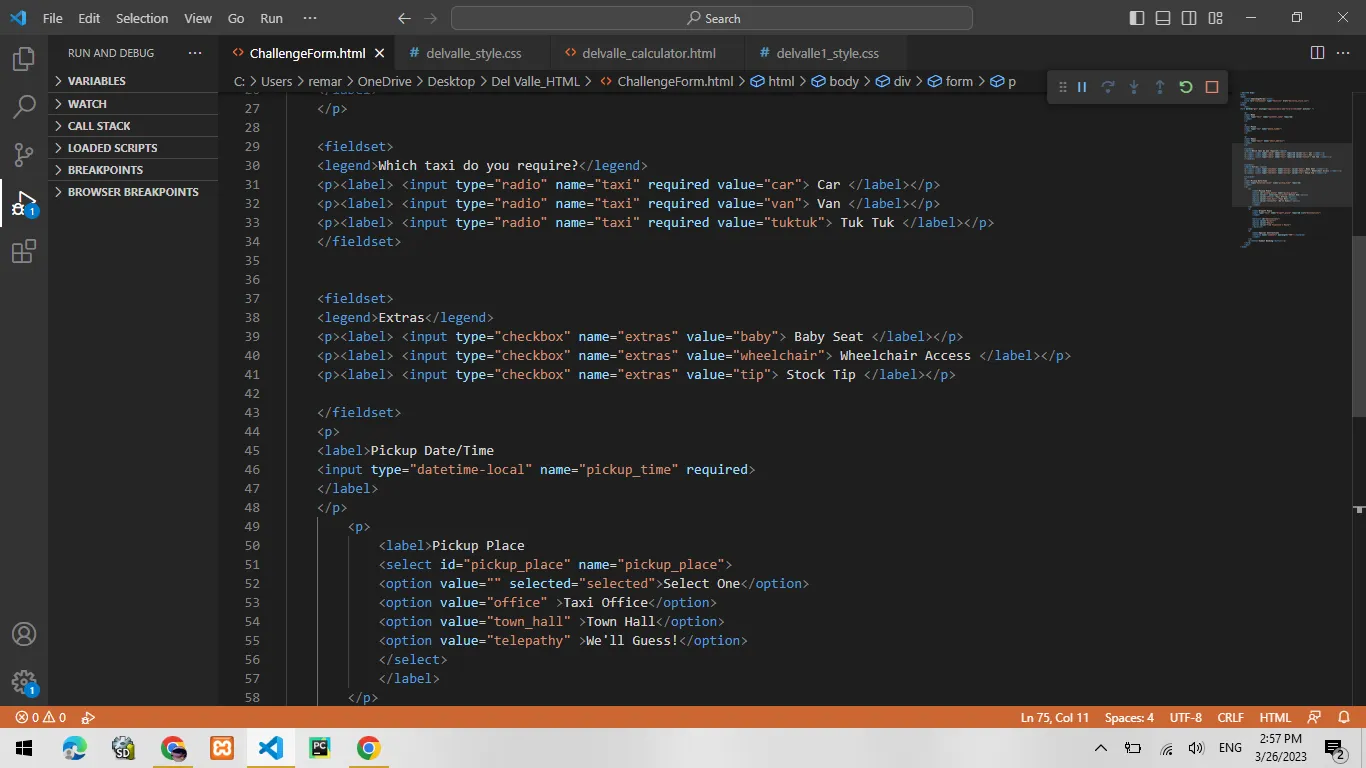 File Edit Selection View Go Run ··· Search
RUN AND DEBUG ··· ChallengeForm.html delvalle_style.css delvalle_calculator.html delvalle1_style.css
C: > Users > remar > OneDrive > Desktop > Del Valle_HTML > ChallengeForm.html > html > body > div > form > p
VARIABLES
WATCH
CALL STACK
LOADED SCRIPTS
BREAKPOINTS
BROWSER BREAKPOINTS
27 </p>
28
29 <fieldset>
30 <legend>Which taxi do you require?</legend>
31 <p><label> <input type="radio" name="taxi" required value="car"> Car </label></p>
32 <p><label> <input type="radio" name="taxi" required value="van"> Van </label></p>
33 <p><label> <input type="radio" name="taxi" required value="tuktuk"> Tuk Tuk </label></p>
34 </fieldset>
35
36
37 <fieldset>
38 <legend>Extras</legend>
39 <p><label> <input type="checkbox" name="extras" value="baby"> Baby Seat </label></p>
40 <p><label> <input type="checkbox" name="extras" value="wheelchair"> Wheelchair Access </label></p>
41 <p><label> <input type="checkbox" name="extras" value="tip"> Stock Tip </label></p>
42
43 </fieldset>
44 <p>
45 <label>Pickup Date/Time
46 <input type="datetime-local" name="pickup_time" required>
47 </label>
48 </p>
49 <p>
50 <label>Pickup Place
51 <select id="pickup_place" name="pickup_place">
52 <option value="" selected="selected">Select One</option>
53 <option value="office" >Taxi Office</option>
54 <option value="town_hall" >Town Hall</option>
55 <option value="telepathy" >We'll Guess!</option>
56 </select>
57 </label>
58 </p>
1
1
0 0 Ln 75, Col 11 Spaces: 4 UTF-8 CRLF HTML
SD PC ENG 2:57 PM
3/26/2023 2